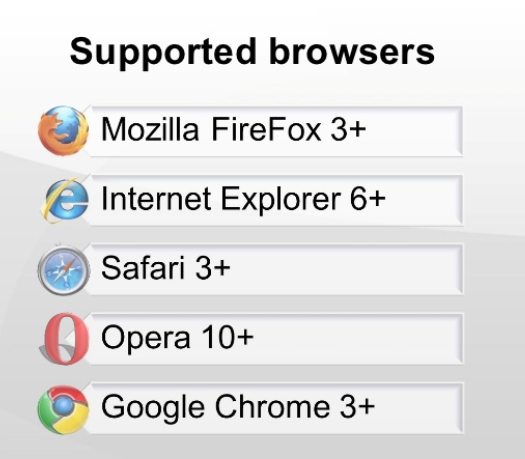 Supported browsers
Mozilla FireFox 3+
Internet Explorer 6+
Safari 3+
Opera 10+
Google Chrome 3+